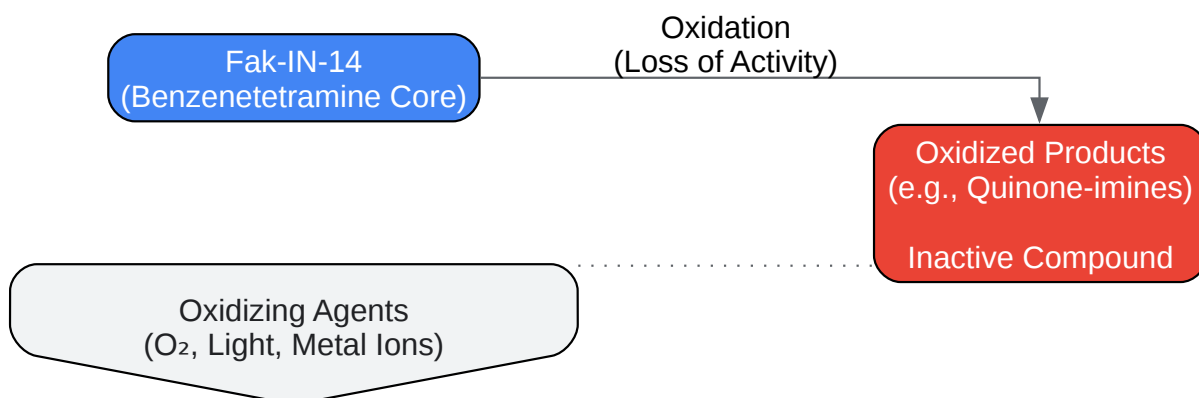 Oxidation
(Loss of Activity)
Fak-IN-14
(Benzenetetramine Core)
Oxidized Products
(e.g., Quinone-imines)
Inactive Compound
Oxidizing Agents
(O₂, Light, Metal Ions)